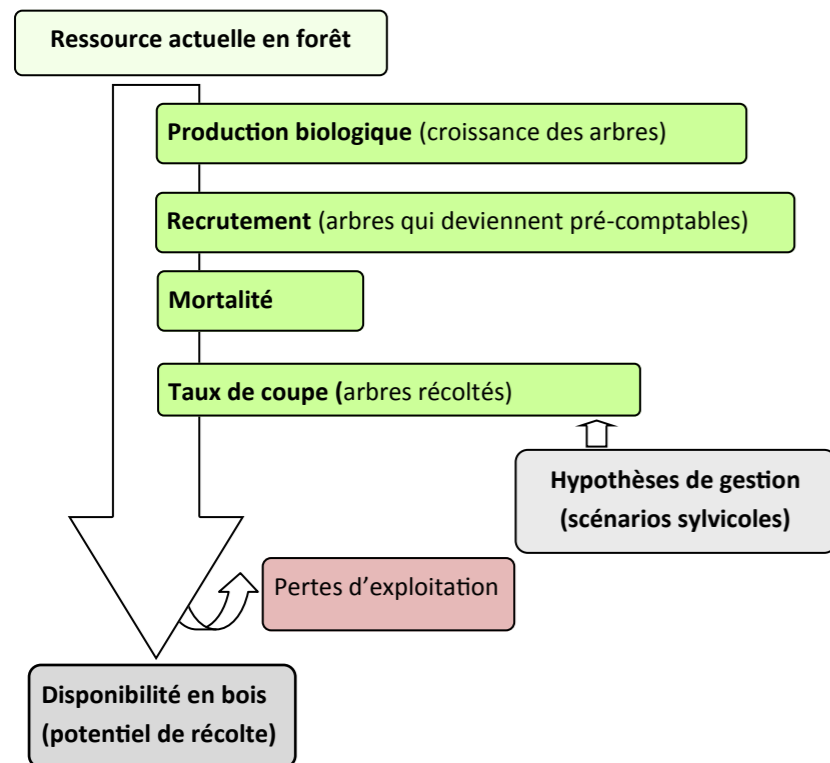 Ressource actuelle en forêt
Production biologique (croissance des arbres)
Recrutement (arbres qui deviennent pré-comptables)
Mortalité
Taux de coupe (arbres récoltés)
Hypothèses de gestion
(scénarios sylvicoles)
Pertes d'exploitation
Disponibilité en bois
(potentiel de récolte)